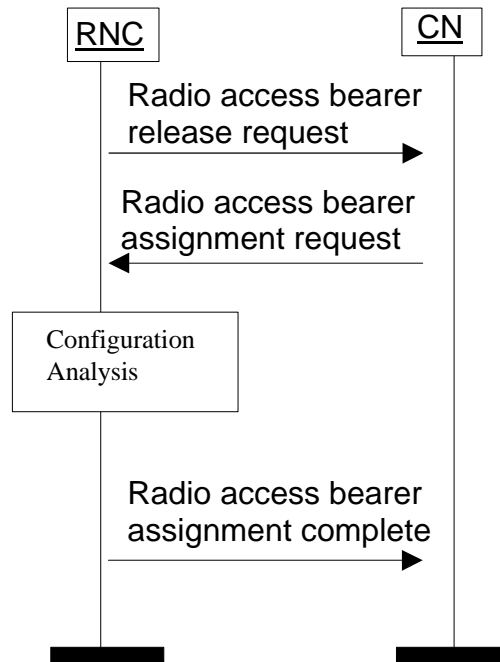 RNC
CN
Radio access bearer
release request
Radio access bearer
assignment request
Configuration
Analysis
Radio access bearer
assignment complete